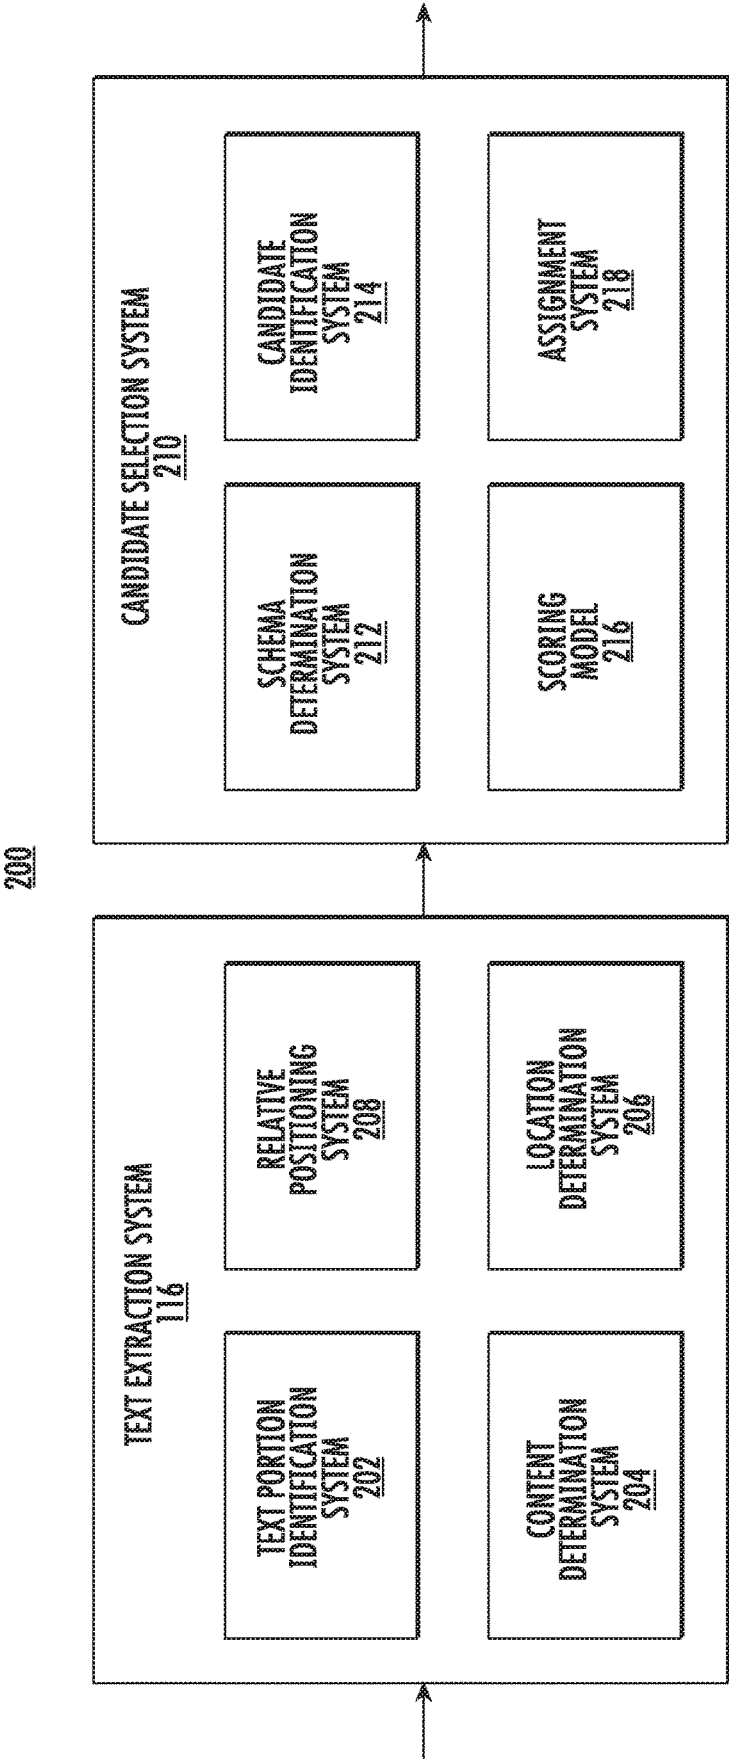 200
TEXT EXTRACTION SYSTEM
116
TEXT PORTION
IDENTIFICATION
SYSTEM
202
RELATIVE
POSITIONING
SYSTEM
208
CONTENT
DETERMINATION
SYSTEM
204
LOCATION
DETERMINATION
SYSTEM
206
CANDIDATE SELECTION SYSTEM
210
SCHEMA
DETERMINATION
SYSTEM
212
CANDIDATE
IDENTIFICATION
SYSTEM
214
SCORING
MODEL
216
ASSIGNMENT
SYSTEM
218